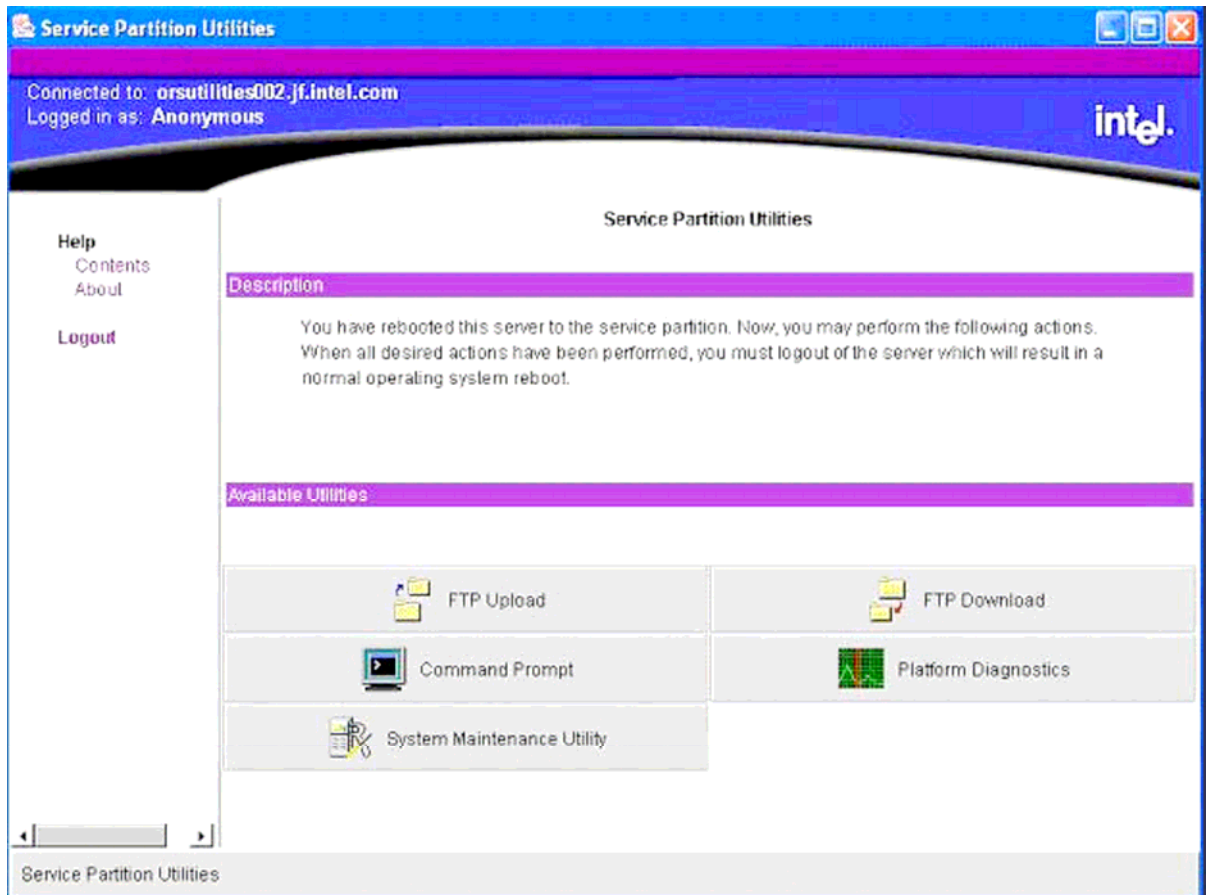 Service Partition Utilities
Connected to: orsutilities002.jf.intel.com
Logged in as: Anonymous
intel.
Help
Contents
About
Logout
Service Partition Utilities
Description
You have rebooted this server to the service partition. Now, you may perform the following actions.
When all desired actions have been performed, you must logout of the server which will result in a
normal operating system reboot.
Available Utilities
FTP Upload
FTP Download
Command Prompt
Platform Diagnostics
System Maintenance Utility
Service Partition Utilities